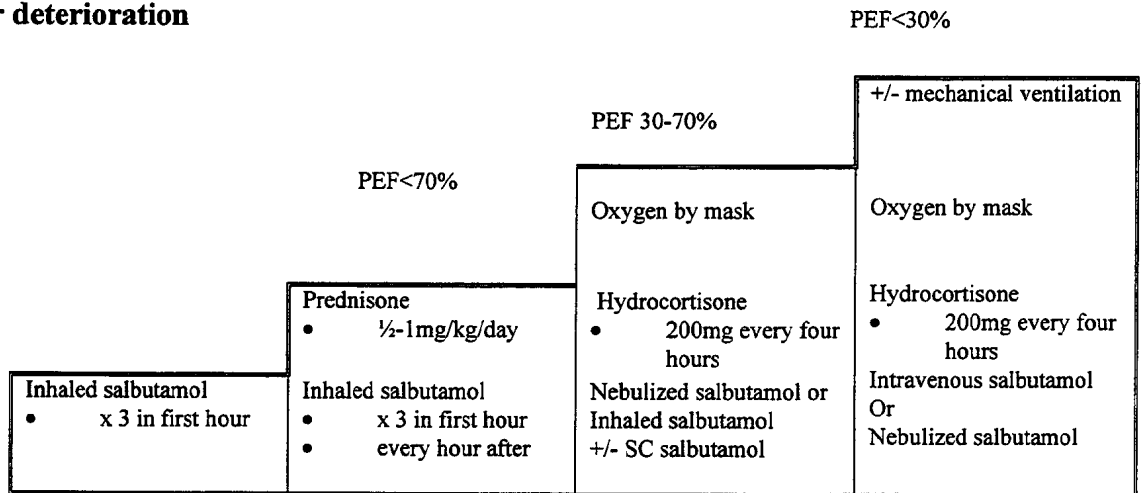 r deterioration
PEF<30%
+/- mechanical ventilation
PEF 30-70%
PEF<70%
Oxygen by mask
Oxygen by mask
Prednisone
• ½-1mg/kg/day
Hydrocortisone
• 200mg every four
hours
Hydrocortisone
• 200mg every four
hours
Inhaled salbutamol
• x 3 in first hour
Inhaled salbutamol
• x 3 in first hour
• every hour after
Nebulized salbutamol or
Inhaled salbutamol
+/- SC salbutamol
Intravenous salbutamol
Or
Nebulized salbutamol